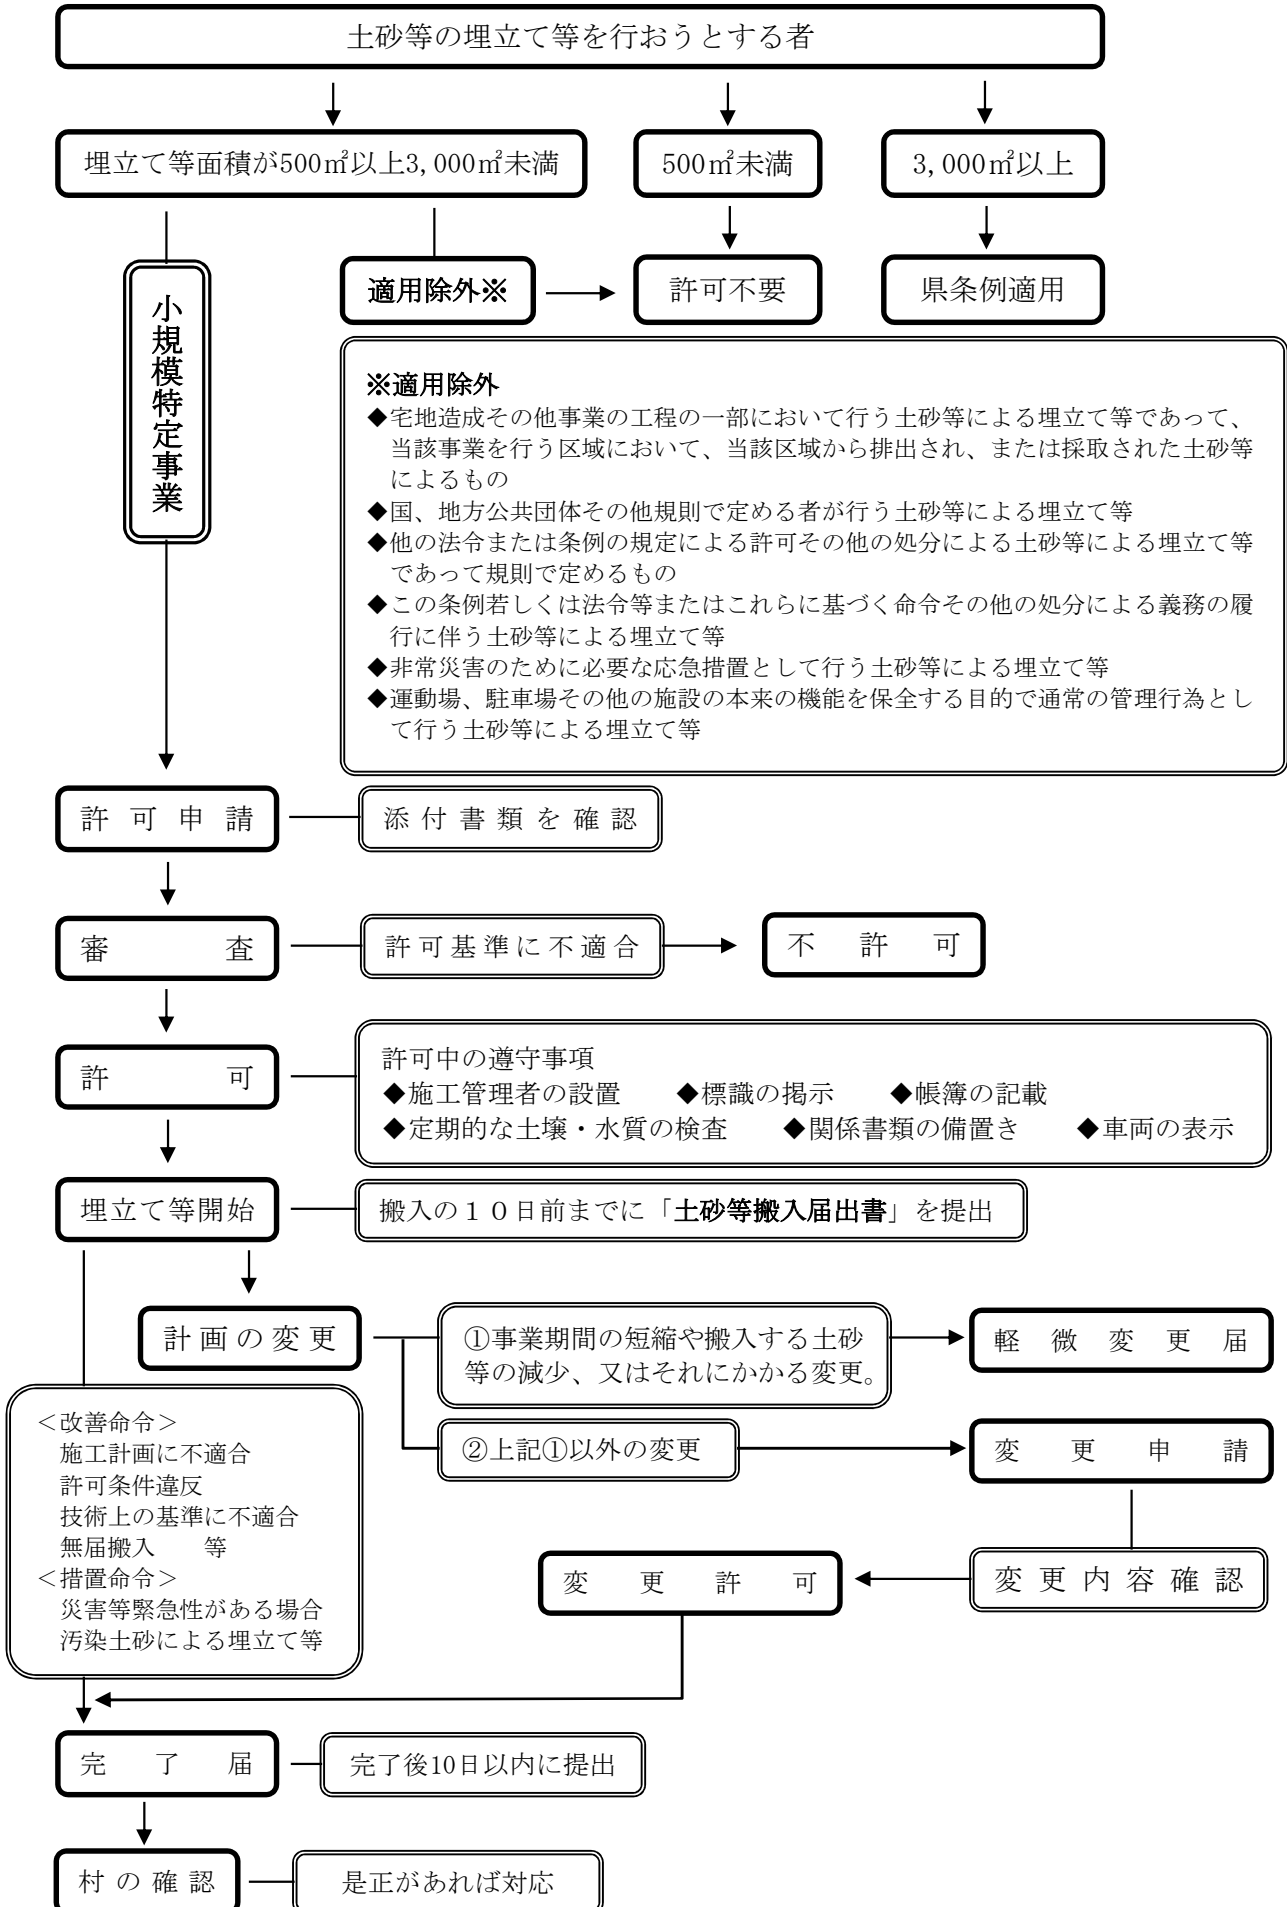 土砂等の埋立て等を行おうとする者
埋立て等面積が500㎡以上3,000㎡未満
500㎡未満
3,000㎡以上
小規模特定事業
適用除外※
許可不要
県条例適用
※適用除外
◆宅地造成その他事業の工程の一部において行う土砂等による埋立て等であって、
当該事業を行う区域において、当該区域から排出され、または採取された土砂等
によるもの
◆国、地方公共団体その他規則で定める者が行う土砂等による埋立て等
◆他の法令または条例の規定による許可その他の処分による土砂等による埋立て等
であって規則で定めるもの
◆この条例若しくは法令等またはこれらに基づく命令その他の処分による義務の履
行に伴う土砂等による埋立て等
◆非常災害のために必要な応急措置として行う土砂等による埋立て等
◆運動場、駐車場その他の施設の本来の機能を保全する目的で通常の管理行為とし
て行う土砂等による埋立て等
許可申請
添付書類を確認
審査
許可基準に不適合
不許可
許可
許可中の遵守事項
◆施工管理者の設置 ◆標識の掲示 ◆帳簿の記載
◆定期的な土壌・水質の検査 ◆関係書類の備置き ◆車両の表示
埋立て等開始
搬入の１０日前までに「土砂等搬入届出書」を提出
計画の変更
①事業期間の短縮や搬入する土砂
等の減少、又はそれにかかる変更。
軽微変更届
②上記①以外の変更
変更申請
＜改善命令＞
施工計画に不適合
許可条件違反
技術上の基準に不適合
無届搬入 等
＜措置命令＞
災害等緊急性がある場合
汚染土砂による埋立て等
変更許可
変更内容確認
完了届
完了後10日以内に提出
村の確認
是正があれば対応